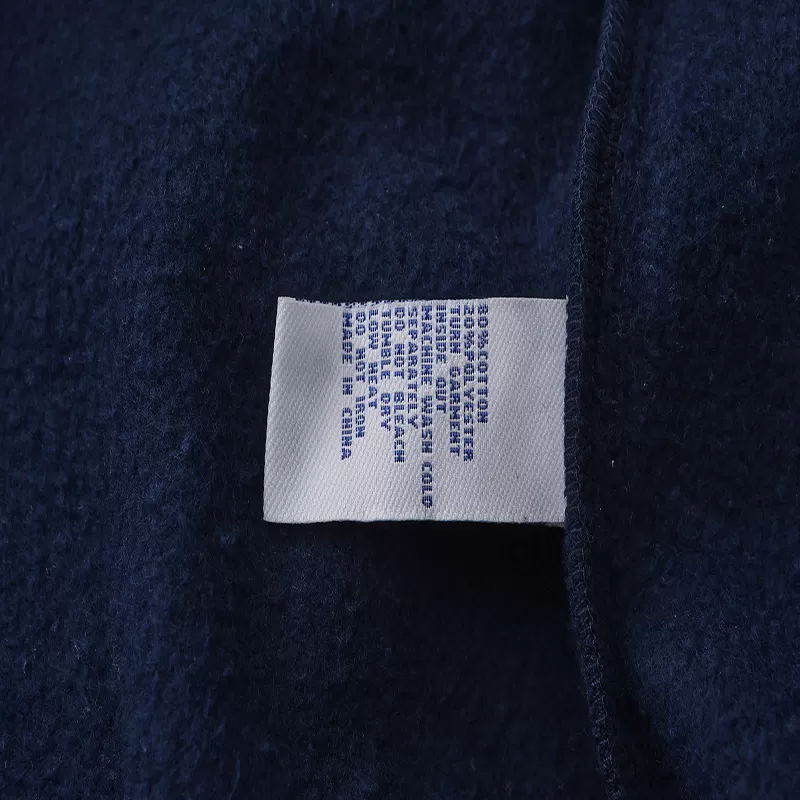 80%COTTON
20%POLYESTER
TURN GARMENT
INSIDE OUT
MACHINE WASH COLD
SEPARATELY
DO NOT BLEACH
TUMBLE DRY
LOW HEAT
DO NOT IRON
MADE IN CHINA